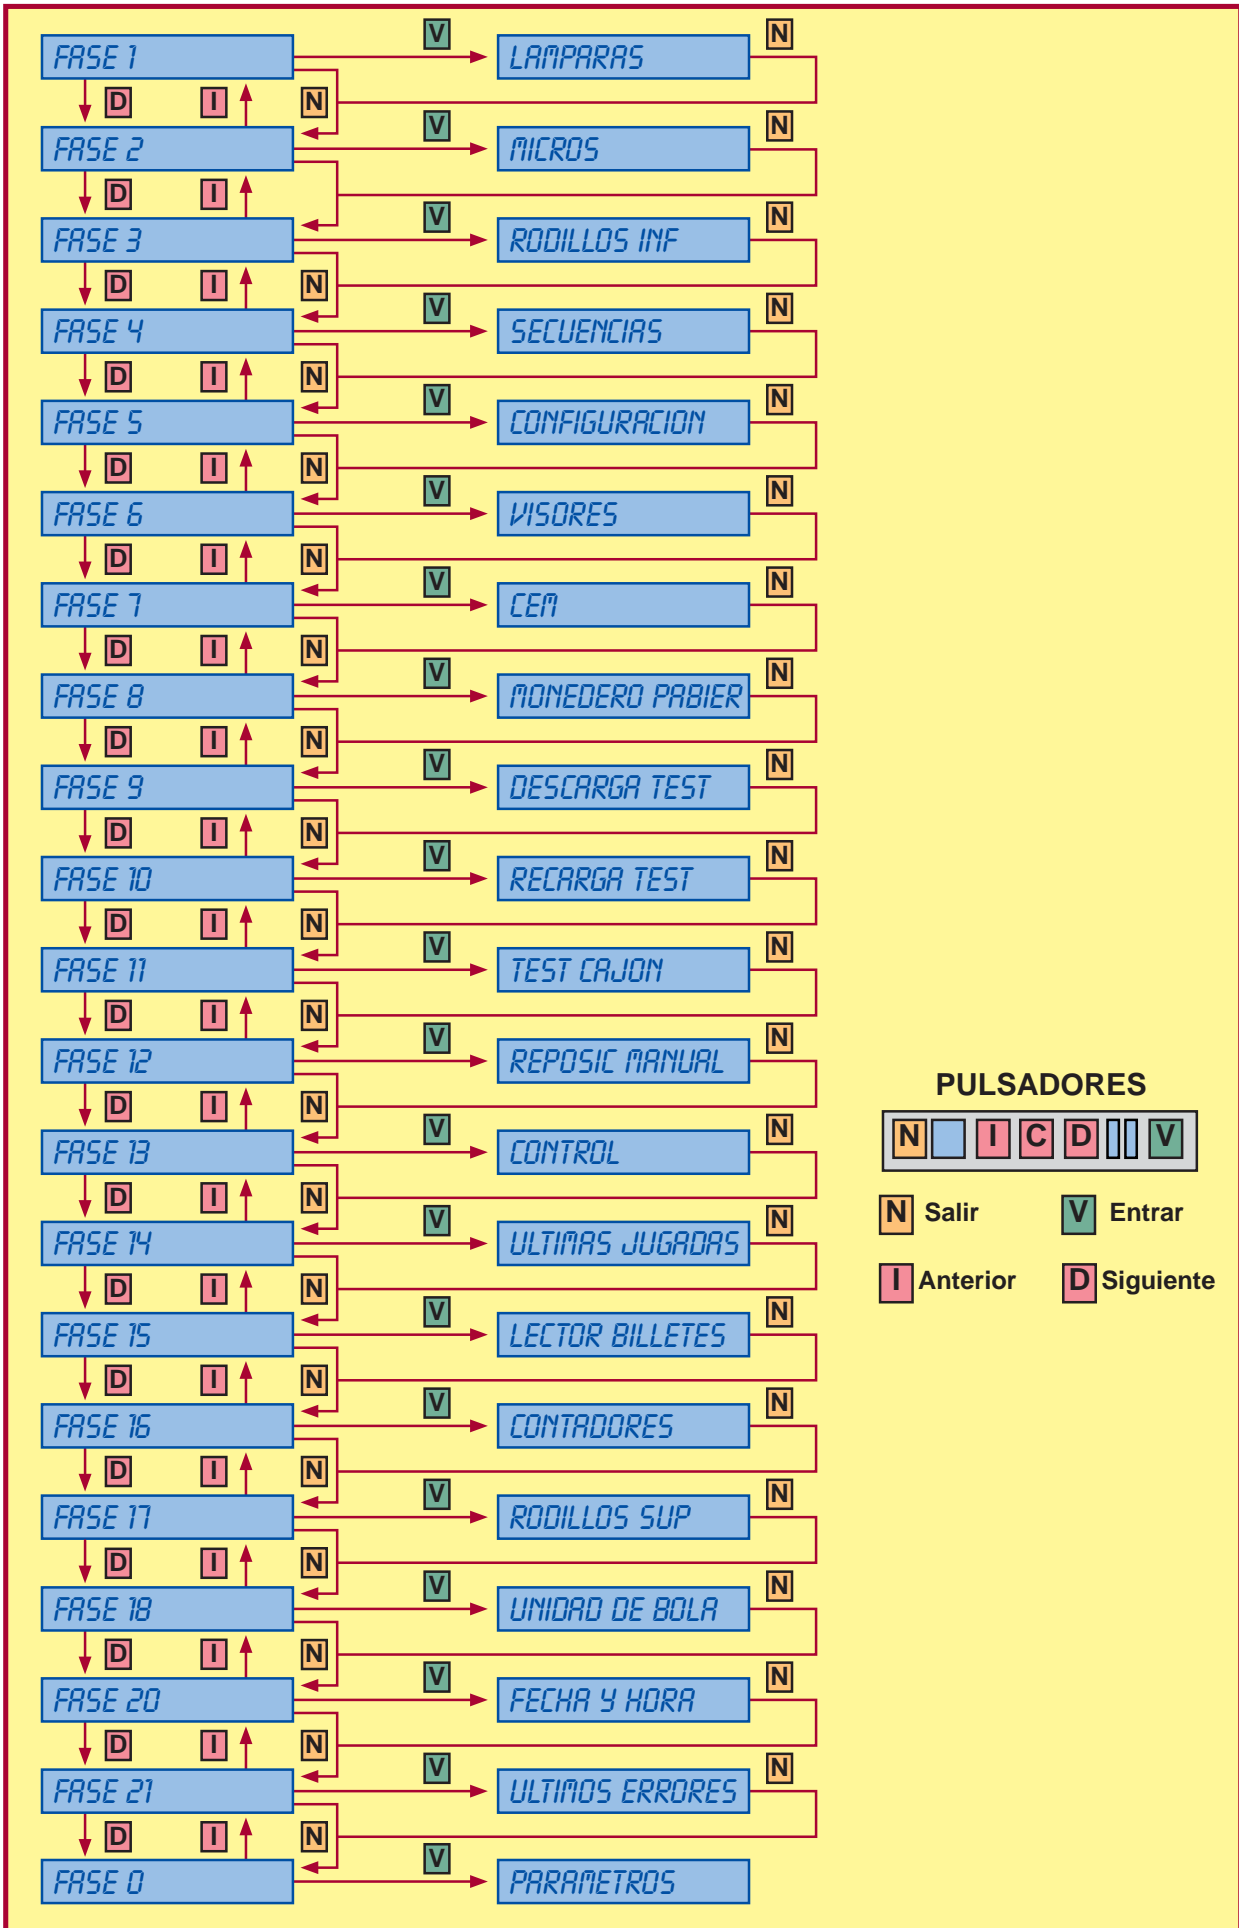 V N
FASE 1 LAMPARAS
D I N
V N
FASE 2 MICROS
D I
V N
FASE 3 RODILLOS INF
D I N
V N
FASE 4 SECUENCIAS
D I N
V N
FASE 5 CONFIGURACION
D I N
V N
FASE 6 VISORES
D I N
V N
FASE 7 CEM
D I N
V N
FASE 8 MONEDERO PABIER
D I N
V N
FASE 9 DESCARGA TEST
D I N
V N
FASE 10 RECARGA TEST
D I N
V N
FASE 11 TEST CAJON
D I N
V N
FASE 12 REPOSIC MANUAL
D I N
V N
FASE 13 CONTROL
D I N
V N
FASE 14 ULTIMAS JUGADAS
D I N
V N
FASE 15 LECTOR BILLETES
D I N
V N
FASE 16 CONTADORES
D I N
V N
FASE 17 RODILLOS SUP
D I N
V N
FASE 18 UNIDAD DE BOLA
D I N
V N
FASE 20 FECHA Y HORA
D I N
V N
FASE 21 ULTIMOS ERRORES
D I N
V
FASE 0 PARAMETROS
PULSADORES
N I C D V
N Salir V Entrar
I Anterior D Siguiente